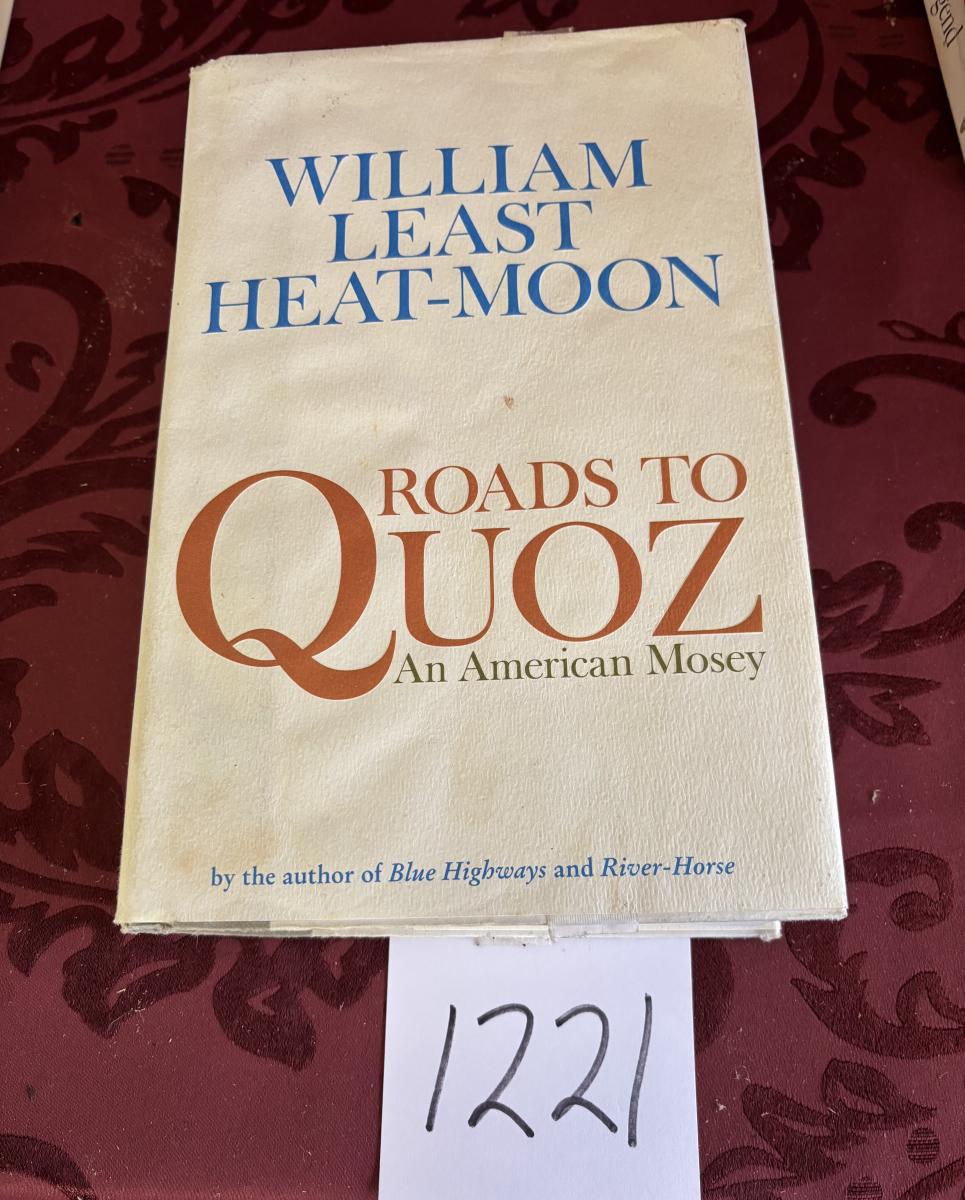 WILLIAM
LEAST
HEAT-MOON
ROADS TO
QUOZ
An American Mosey
by the author of Blue Highways and River-Horse
1221